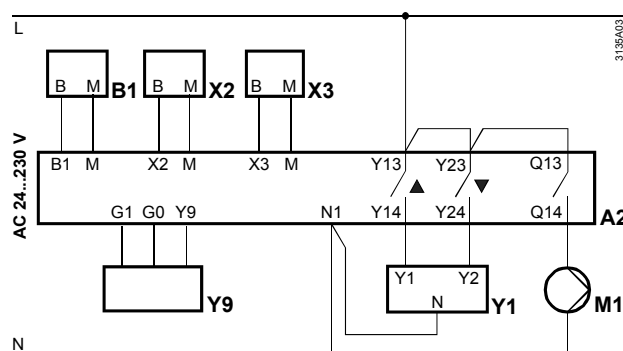 L
3135A03
B M B1 B M X2 B M X3
AC 24...230 V
B1 M X2 M X3 M Y13 Y23 Q13
▲ ▼
G1 G0 Y9 N1 Y14 Y24 Q14 A2
Y1 Y2
N
Y9 Y1 M1
N